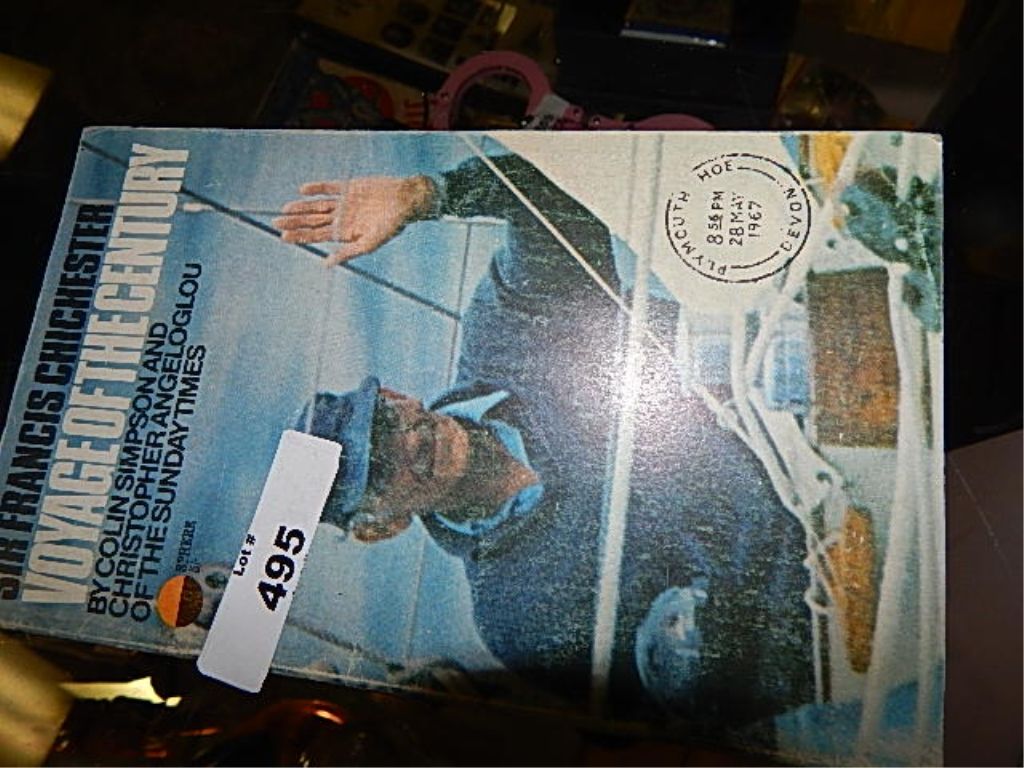 SIR FRANCIS CHICHESTER
VOYAGE OF THE CENTURY
BY COLIN SIMPSON AND
CHRISTOPHER ANGELOGLOU
OF THE SUNDAY TIMES
SPHERE
Lot #
495
PLYMOUTH HOE
8 56 PM
28 MAY
1967
DEVON